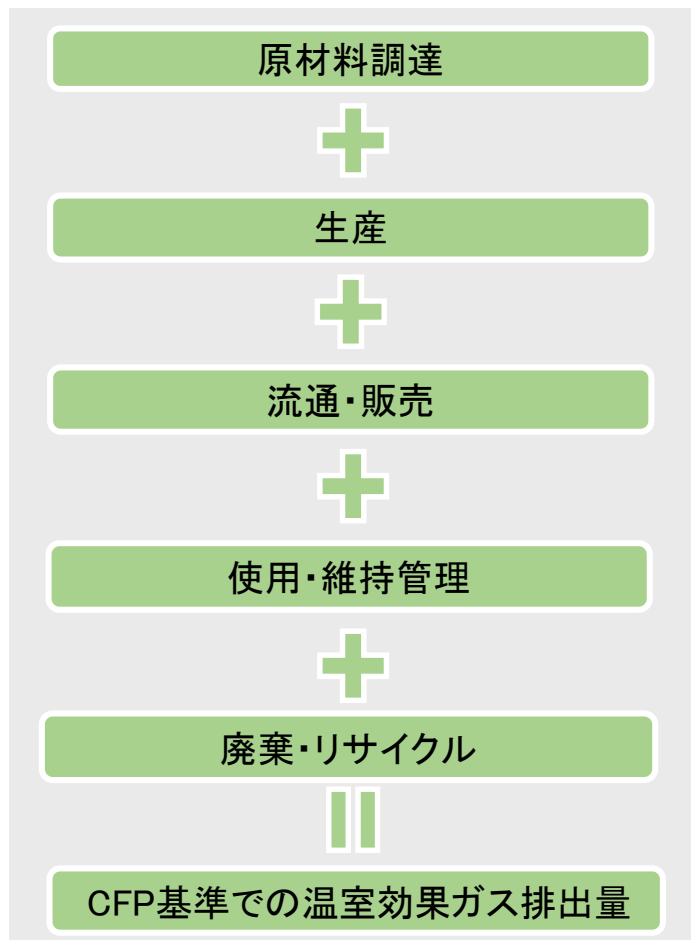 原材料調達
生産
流通・販売
使用・維持管理
廃棄・リサイクル
CFP基準での温室効果ガス排出量